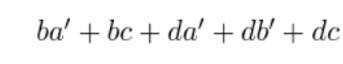 ba′ + bc + da′ + db′ + dc